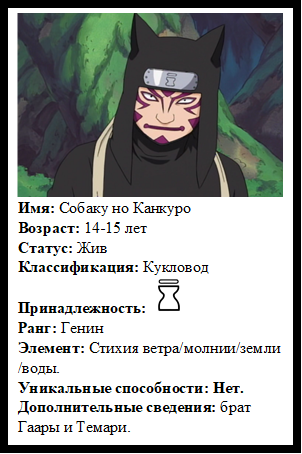 Имя: Собаку но Канкуро
Возраст: 14-15 лет
Статус: Жив
Классификация: Кукловод
Принадлежность:
Ранг: Генин
Элемент: Стихия ветра/молнии/земли
/воды.
Уникальные способности: Нет.
Дополнительные сведения: брат
Гаары и Темари.